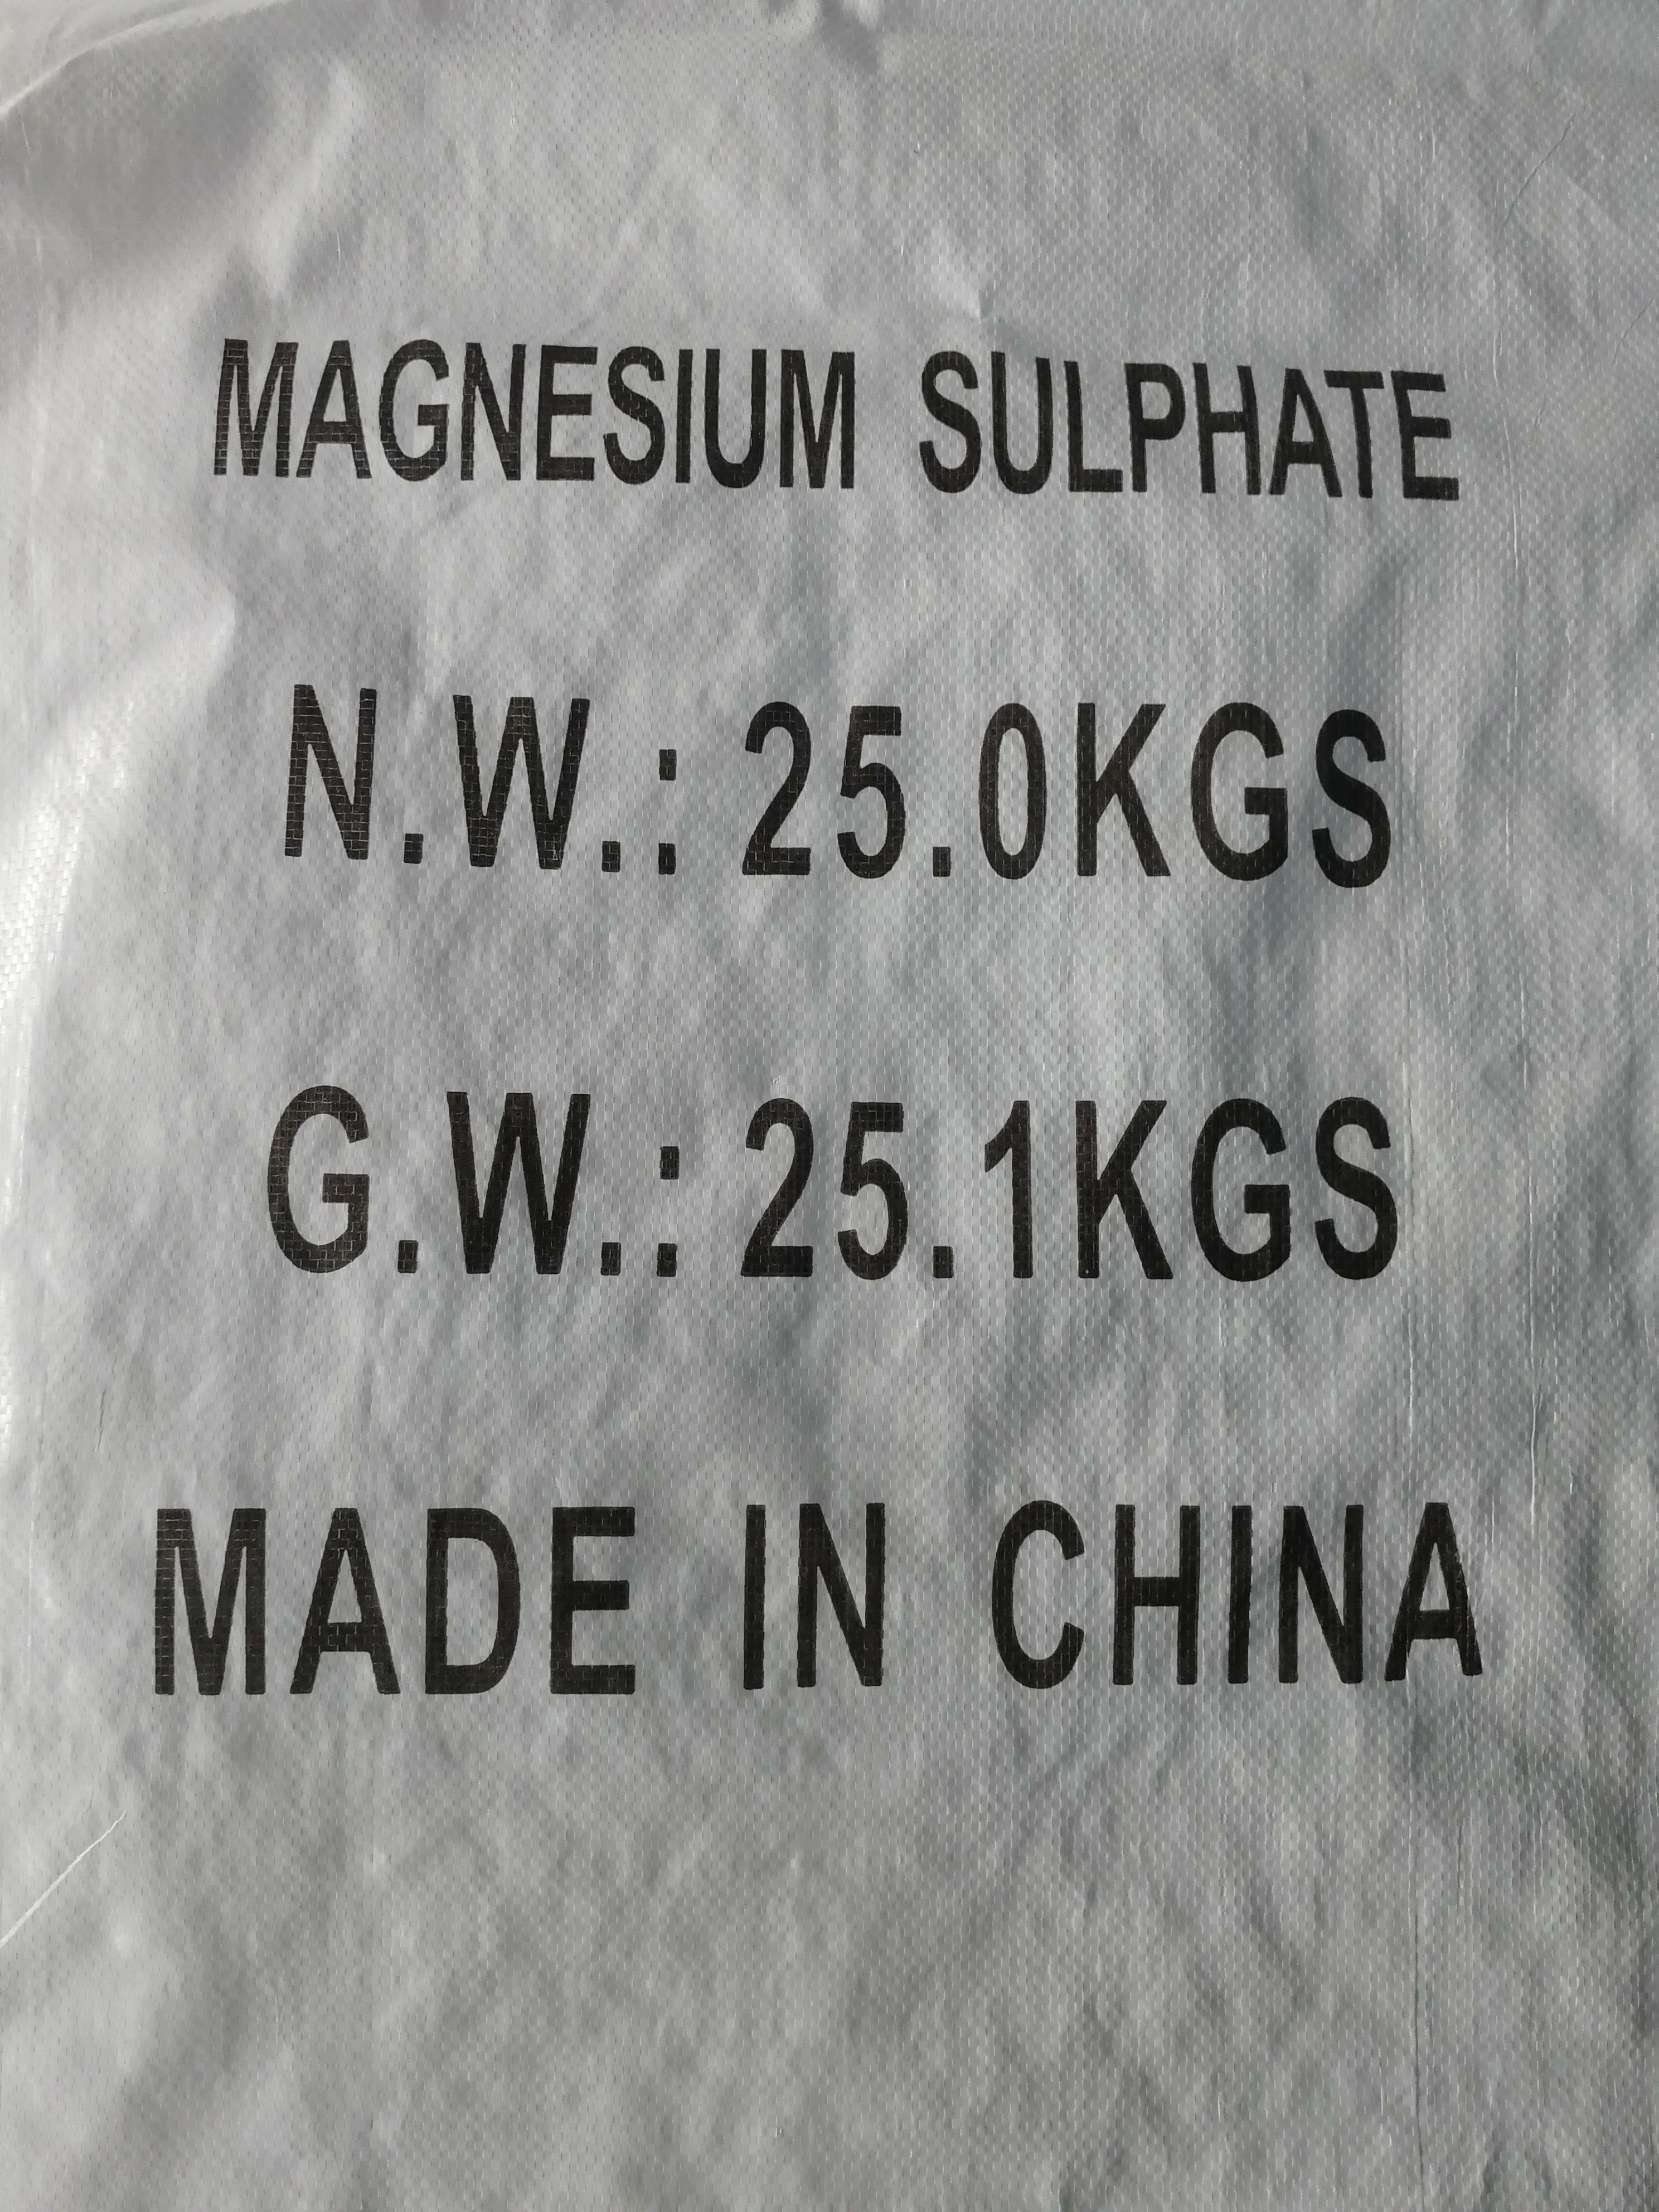 MAGNESIUM SULPHATE
N.W.: 25.0KGS
G.W.: 25.1KGS
MADE IN CHINA